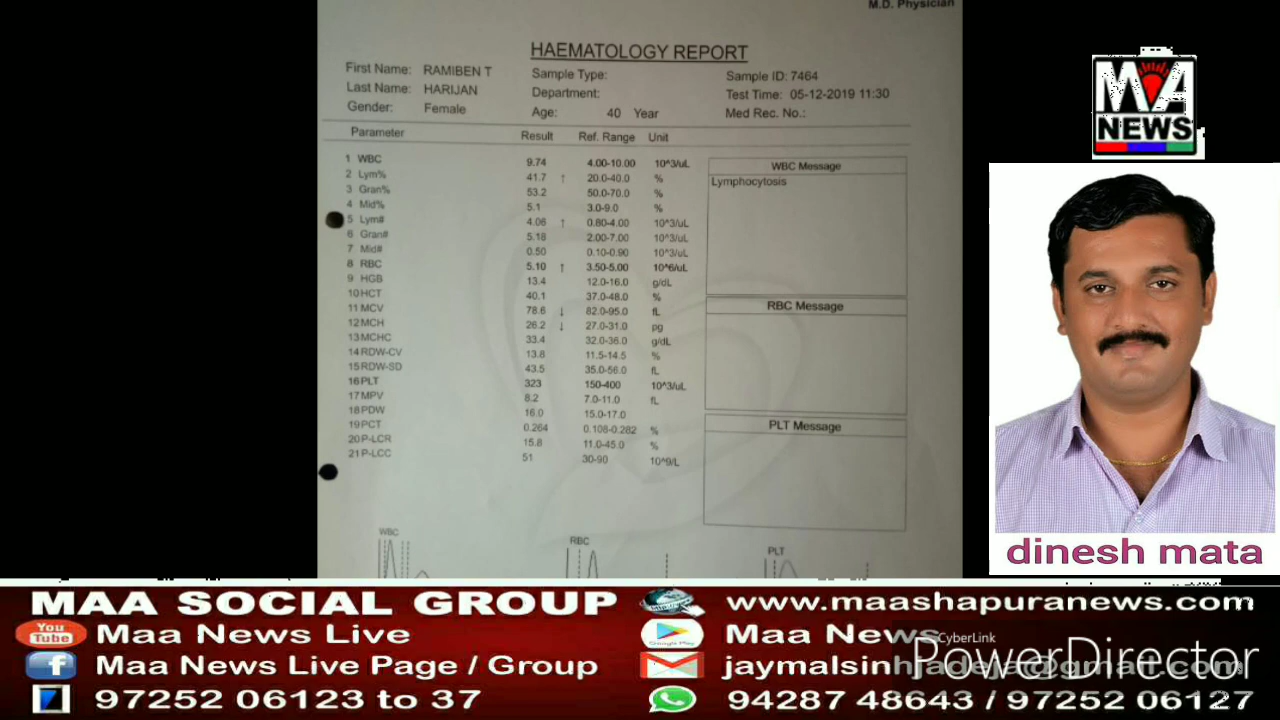 M.D. Physician
HAEMATOLOGY REPORT
First Name: RAMIBEN T Sample Type: Sample ID: 7464
Last Name: HARIJAN Department: Test Time: 05-12-2019 11:30
Gender: Female Age: 40 Year Med Rec. No.:
Parameter Result Ref. Range Unit
1 WBC 9.74 4.00-10.00 10^3/uL
2 Lym% 41.7 ↑ 20.0-40.0 %
3 Gran% 53.2 50.0-70.0 %
4 Mid% 5.1 3.0-9.0 %
5 Lym# 4.06 ↑ 0.80-4.00 10^3/uL
6 Gran# 5.18 2.00-7.00 10^3/uL
7 Mid# 0.50 0.10-0.90 10^3/uL
8 RBC 5.10 ↑ 3.50-5.00 10^6/uL
9 HGB 13.4 12.0-16.0 g/dL
10 HCT 40.1 37.0-48.0 %
11 MCV 78.6 ↓ 82.0-95.0 fL
12 MCH 26.2 ↓ 27.0-31.0 pg
13 MCHC 33.4 32.0-36.0 g/dL
14 RDW-CV 13.8 11.5-14.5 %
15 RDW-SD 43.5 35.0-56.0 fL
16 PLT 323 150-400 10^3/uL
17 MPV 8.2 7.0-11.0 fL
18 PDW 16.0 15.0-17.0
19 PCT 0.264 0.108-0.282 %
20 P-LCR 15.8 11.0-45.0 %
21 P-LCC 51 30-90 10^9/L
WBC Message
Lymphocytosis
RBC Message
PLT Message
WBC RBC PLT
MAA
NEWS
dinesh mata
MAA SOCIAL GROUP
You Tube Maa News Live
f Maa News Live Page / Group
97252 06123 to 37
www.maashapuranews.com
Google Play Maa News
jaymalsinhjadeja@gmail.com
94287 48643 / 97252 06127
CyberLink
PowerDirector